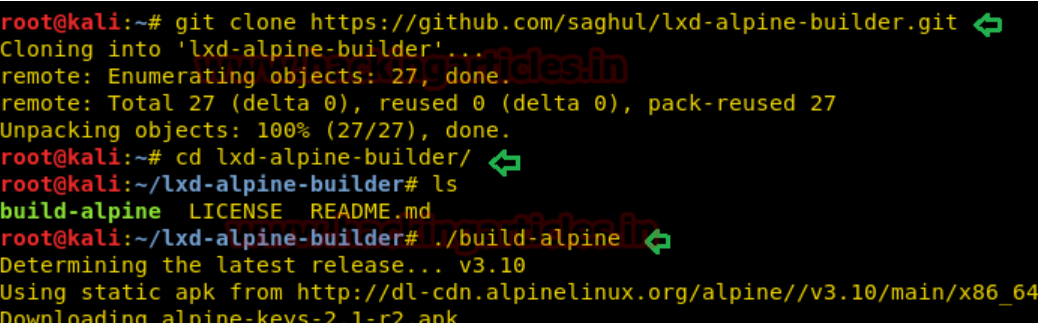 root@kali:~# git clone https://github.com/saghul/lxd-alpine-builder.git
Cloning into 'lxd-alpine-builder'...
remote: Enumerating objects: 27, done.
remote: Total 27 (delta 0), reused 0 (delta 0), pack-reused 27
Unpacking objects: 100% (27/27), done.
root@kali:~# cd lxd-alpine-builder/
root@kali:~/lxd-alpine-builder# ls
build-alpine  LICENSE  README.md
root@kali:~/lxd-alpine-builder# ./build-alpine
Determining the latest release... v3.10
Using static apk from http://dl-cdn.alpinelinux.org/alpine//v3.10/main/x86_64
Downloading alpine-keys-2.1-r2.apk
www.hackingarticles.in
www.hackingarticles.in